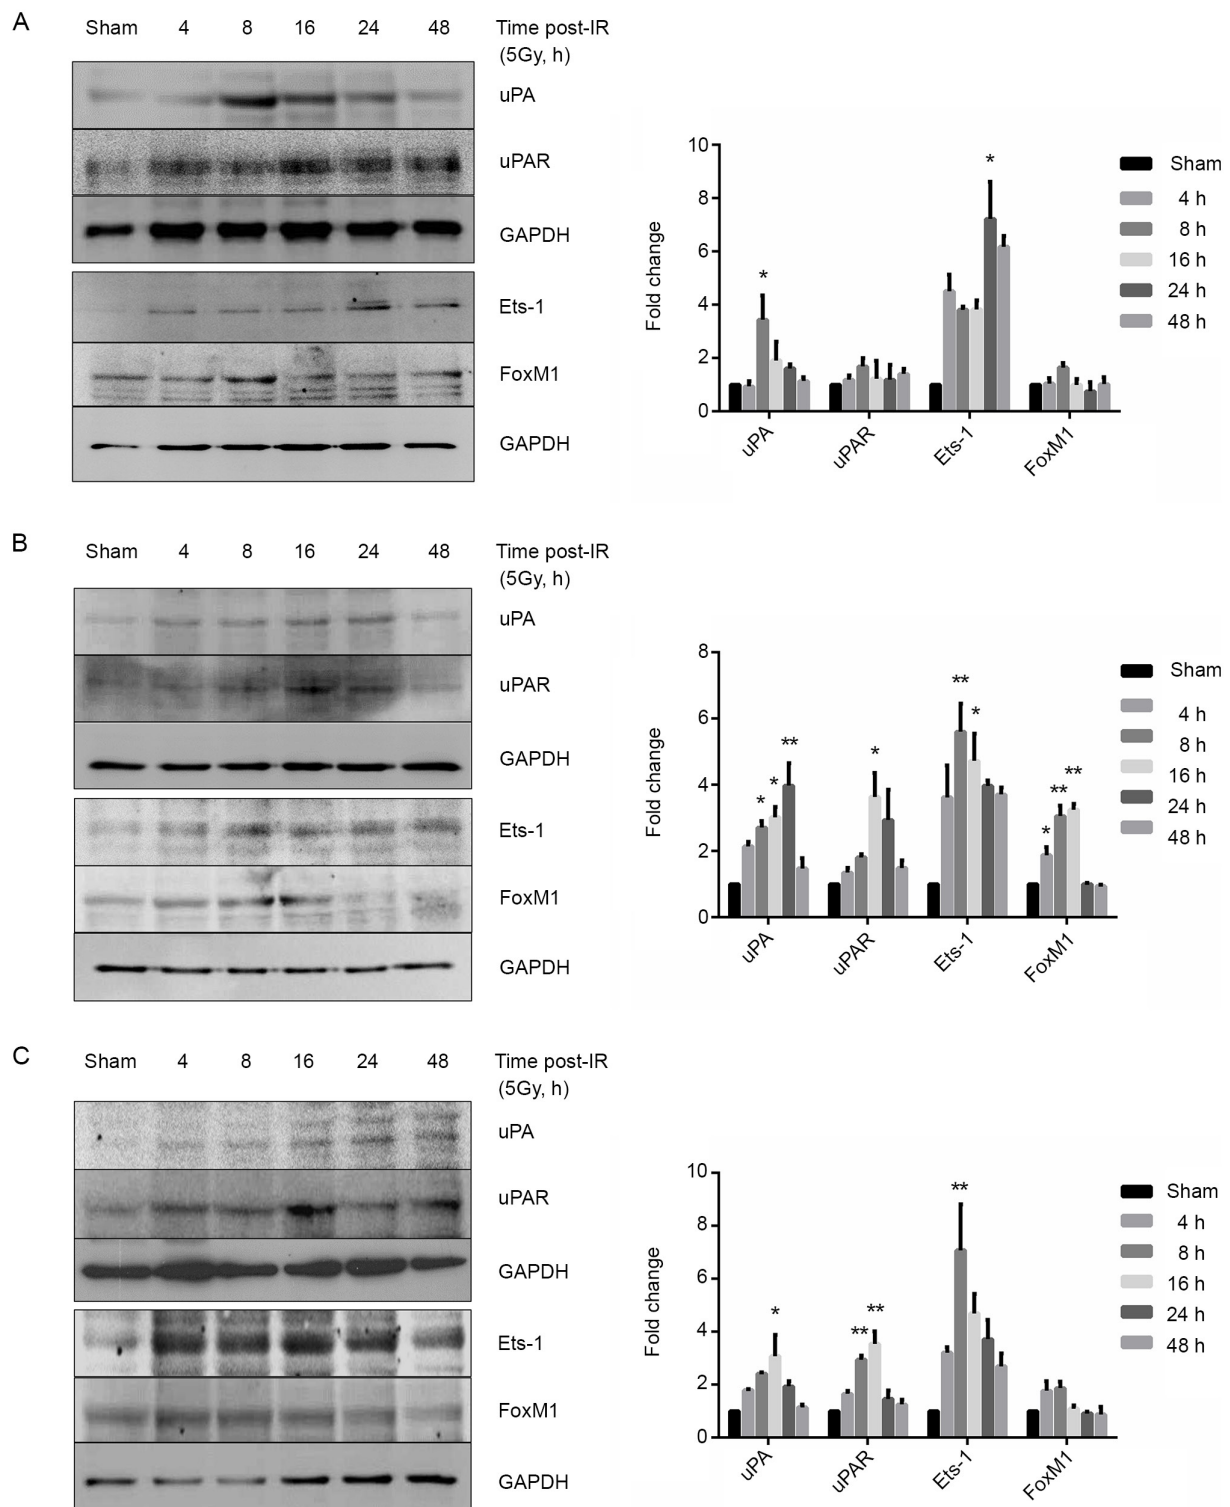 A
Sham 4 8 16 24 48 Time post-IR
(5Gy, h)
uPA
uPAR
GAPDH
Ets-1
FoxM1
GAPDH
10
8
6
4
2
0
Fold change
* *
uPA uPAR Ets-1 FoxM1
Sham
4 h
8 h
16 h
24 h
48 h
B
Sham 4 8 16 24 48 Time post-IR
(5Gy, h)
uPA
uPAR
GAPDH
Ets-1
FoxM1
GAPDH
8
6
4
2
0
Fold change
* * ** * ** * * ** **
uPA uPAR Ets-1 FoxM1
Sham
4 h
8 h
16 h
24 h
48 h
C
Sham 4 8 16 24 48 Time post-IR
(5Gy, h)
uPA
uPAR
GAPDH
Ets-1
FoxM1
GAPDH
10
8
6
4
2
0
Fold change
* ** ** **
uPA uPAR Ets-1 FoxM1
Sham
4 h
8 h
16 h
24 h
48 h